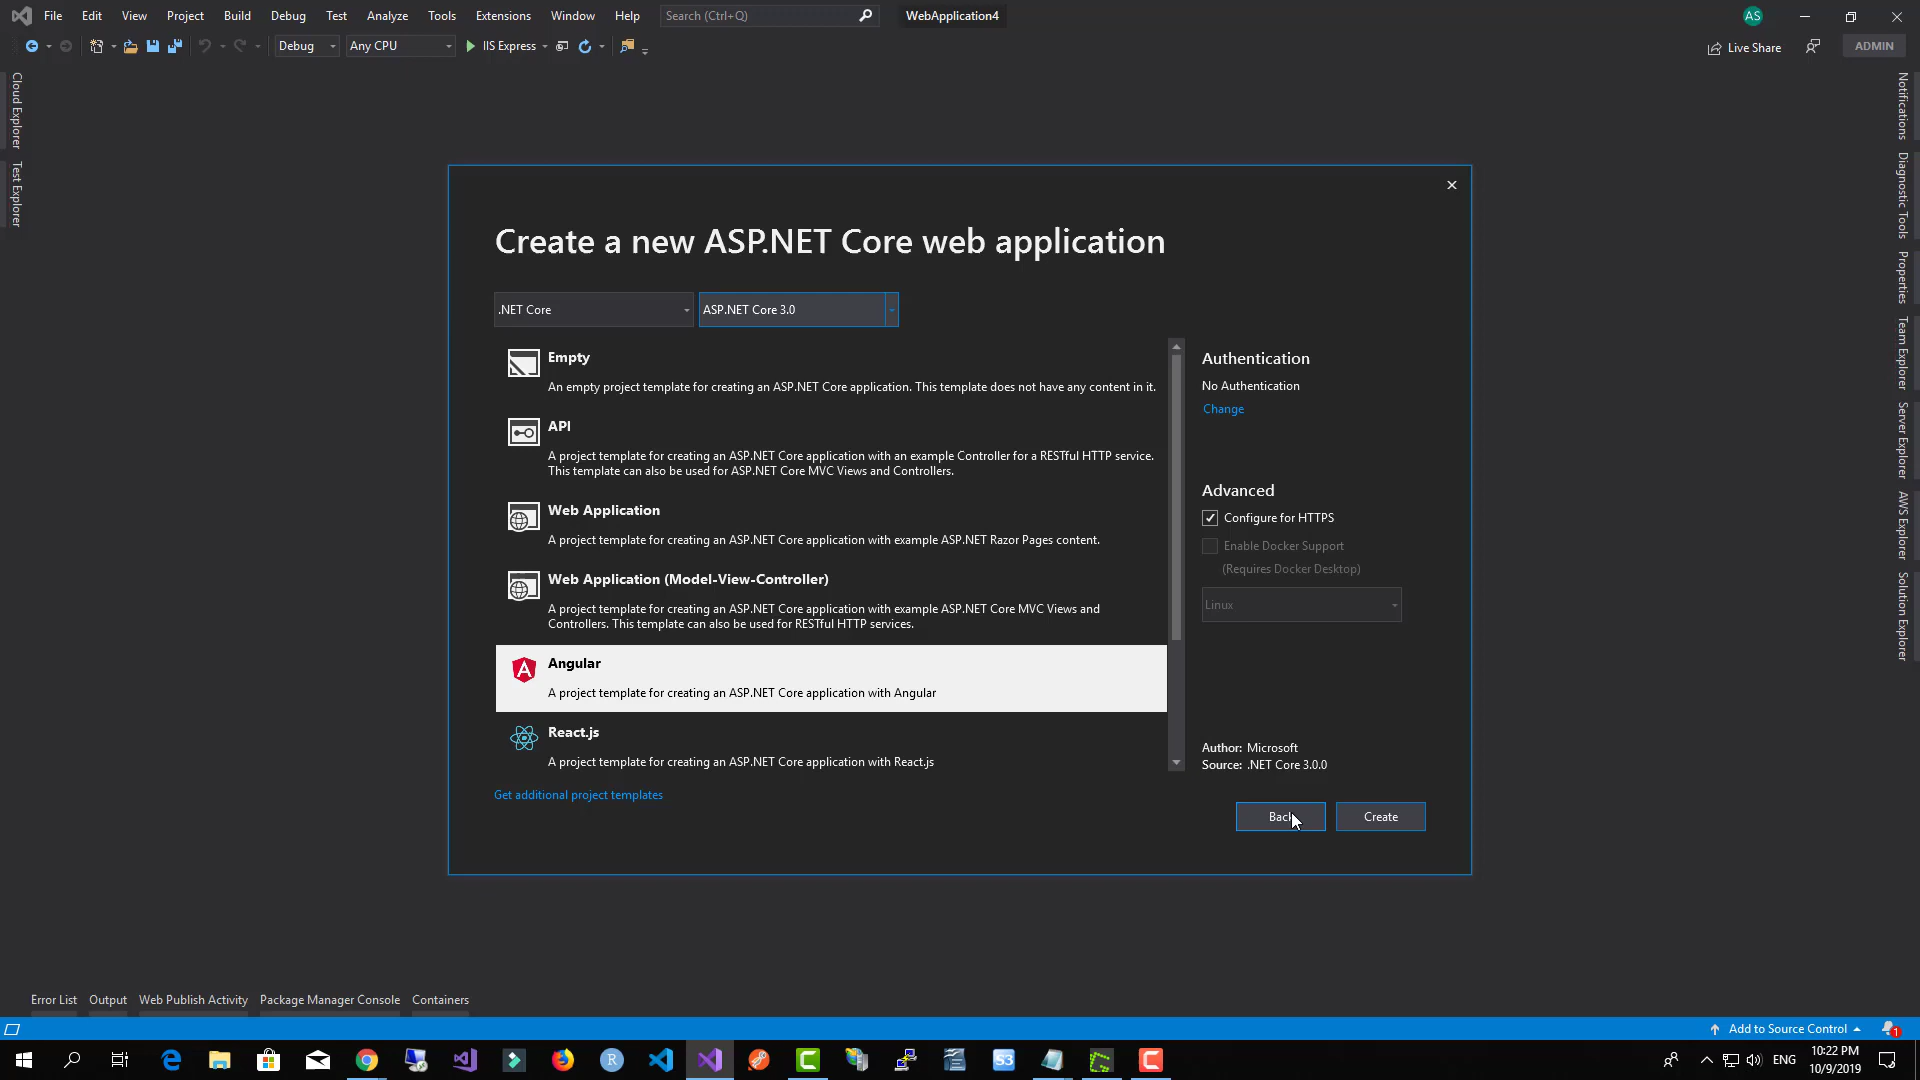 File Edit View Project Build Debug Test Analyze Tools Extensions Window Help Search (Ctrl+Q) WebApplication4 AS
Debug Any CPU IIS Express Live Share ADMIN
Cloud Explorer
Test Explorer
Notifications
Diagnostic Tools
Properties
Team Explorer
Server Explorer
AWS Explorer
Solution Explorer
Create a new ASP.NET Core web application
.NET Core ASP.NET Core 3.0
Empty
An empty project template for creating an ASP.NET Core application. This template does not have any content in it.
API
A project template for creating an ASP.NET Core application with an example Controller for a RESTful HTTP service.
This template can also be used for ASP.NET Core MVC Views and Controllers.
Web Application
A project template for creating an ASP.NET Core application with example ASP.NET Razor Pages content.
Web Application (Model-View-Controller)
A project template for creating an ASP.NET Core application with example ASP.NET Core MVC Views and
Controllers. This template can also be used for RESTful HTTP services.
Angular
A project template for creating an ASP.NET Core application with Angular
React.js
A project template for creating an ASP.NET Core application with React.js
Get additional project templates
Authentication
No Authentication
Change
Advanced
Configure for HTTPS
Enable Docker Support
(Requires Docker Desktop)
Linux
Author: Microsoft
Source: .NET Core 3.0.0
Back Create
Error List Output Web Publish Activity Package Manager Console Containers
Add to Source Control 1
ENG 10:22 PM
10/9/2019